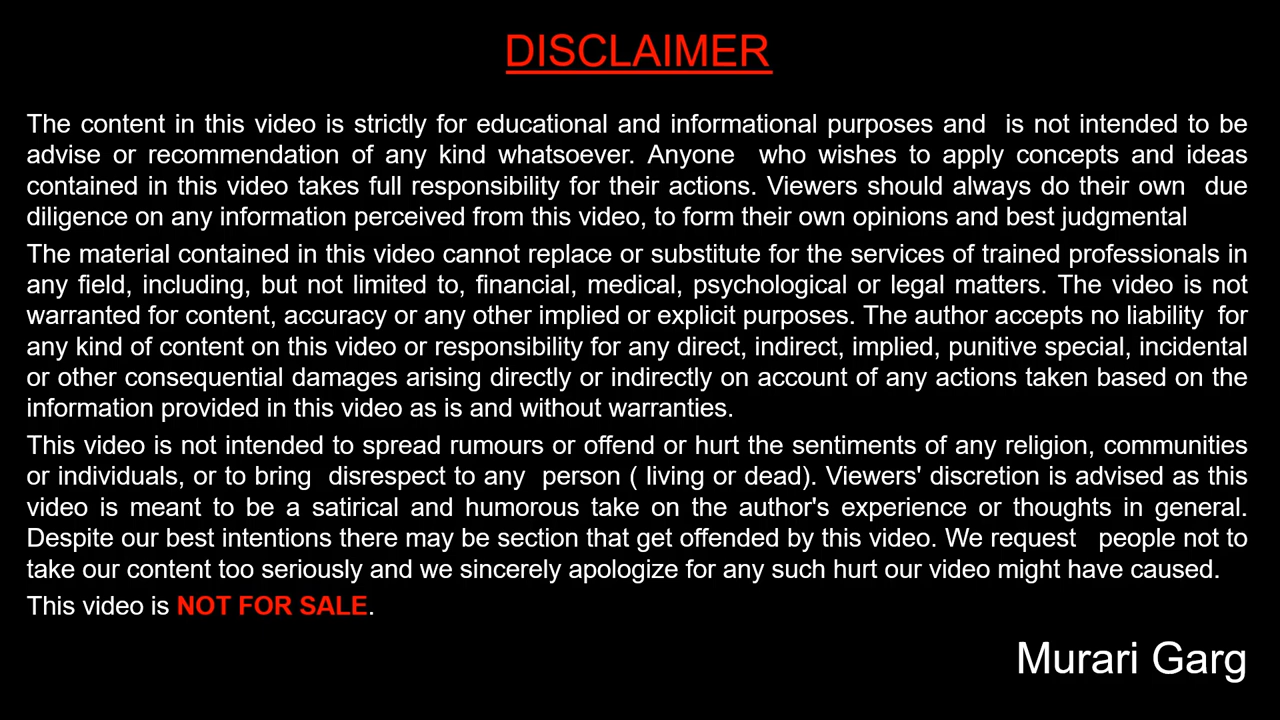 DISCLAIMER
The content in this video is strictly for educational and informational purposes and is not intended to be
advise or recommendation of any kind whatsoever. Anyone who wishes to apply concepts and ideas
contained in this video takes full responsibility for their actions. Viewers should always do their own due
diligence on any information perceived from this video, to form their own opinions and best judgmental
The material contained in this video cannot replace or substitute for the services of trained professionals in
any field, including, but not limited to, financial, medical, psychological or legal matters. The video is not
warranted for content, accuracy or any other implied or explicit purposes. The author accepts no liability for
any kind of content on this video or responsibility for any direct, indirect, implied, punitive special, incidental
or other consequential damages arising directly or indirectly on account of any actions taken based on the
information provided in this video as is and without warranties.
This video is not intended to spread rumours or offend or hurt the sentiments of any religion, communities
or individuals, or to bring disrespect to any person ( living or dead). Viewers' discretion is advised as this
video is meant to be a satirical and humorous take on the author's experience or thoughts in general.
Despite our best intentions there may be section that get offended by this video. We request people not to
take our content too seriously and we sincerely apologize for any such hurt our video might have caused.
This video is NOT FOR SALE.
Murari Garg